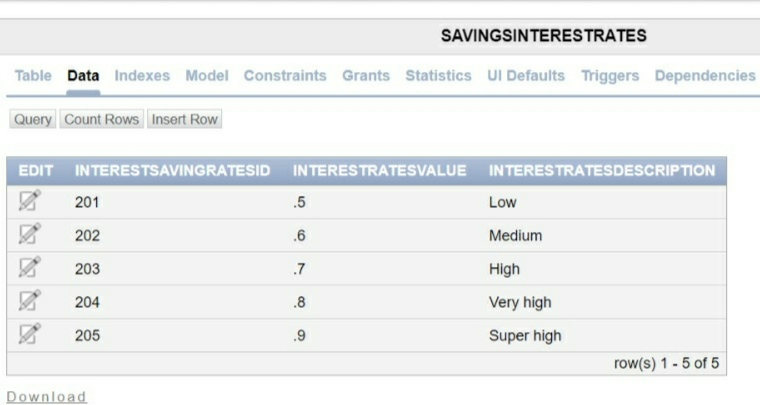 SAVINGSINTERESTRATES
Table Data Indexes Model Constraints Grants Statistics UI Defaults Triggers Dependencies
Query Count Rows Insert Row
EDIT INTERESTSAVINGRATESID INTERESTRATESVALUE INTERESTRATESDESCRIPTION
201 .5 Low
202 .6 Medium
203 .7 High
204 .8 Very high
205 .9 Super high
row(s) 1 - 5 of 5
Download